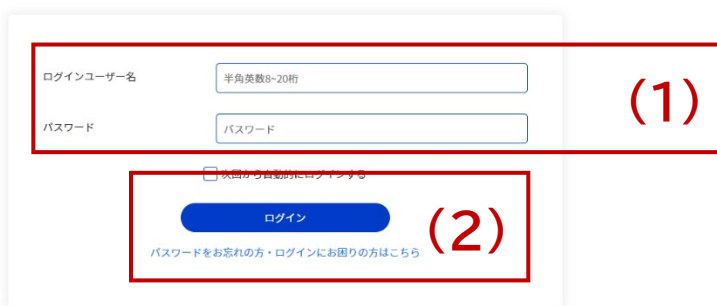 ログインユーザー名
半角英数8~20桁
(1)
パスワード
パスワード
次回から自動的にログインする
ログイン
(2)
パスワードをお忘れの方・ログインにお困りの方はこちら